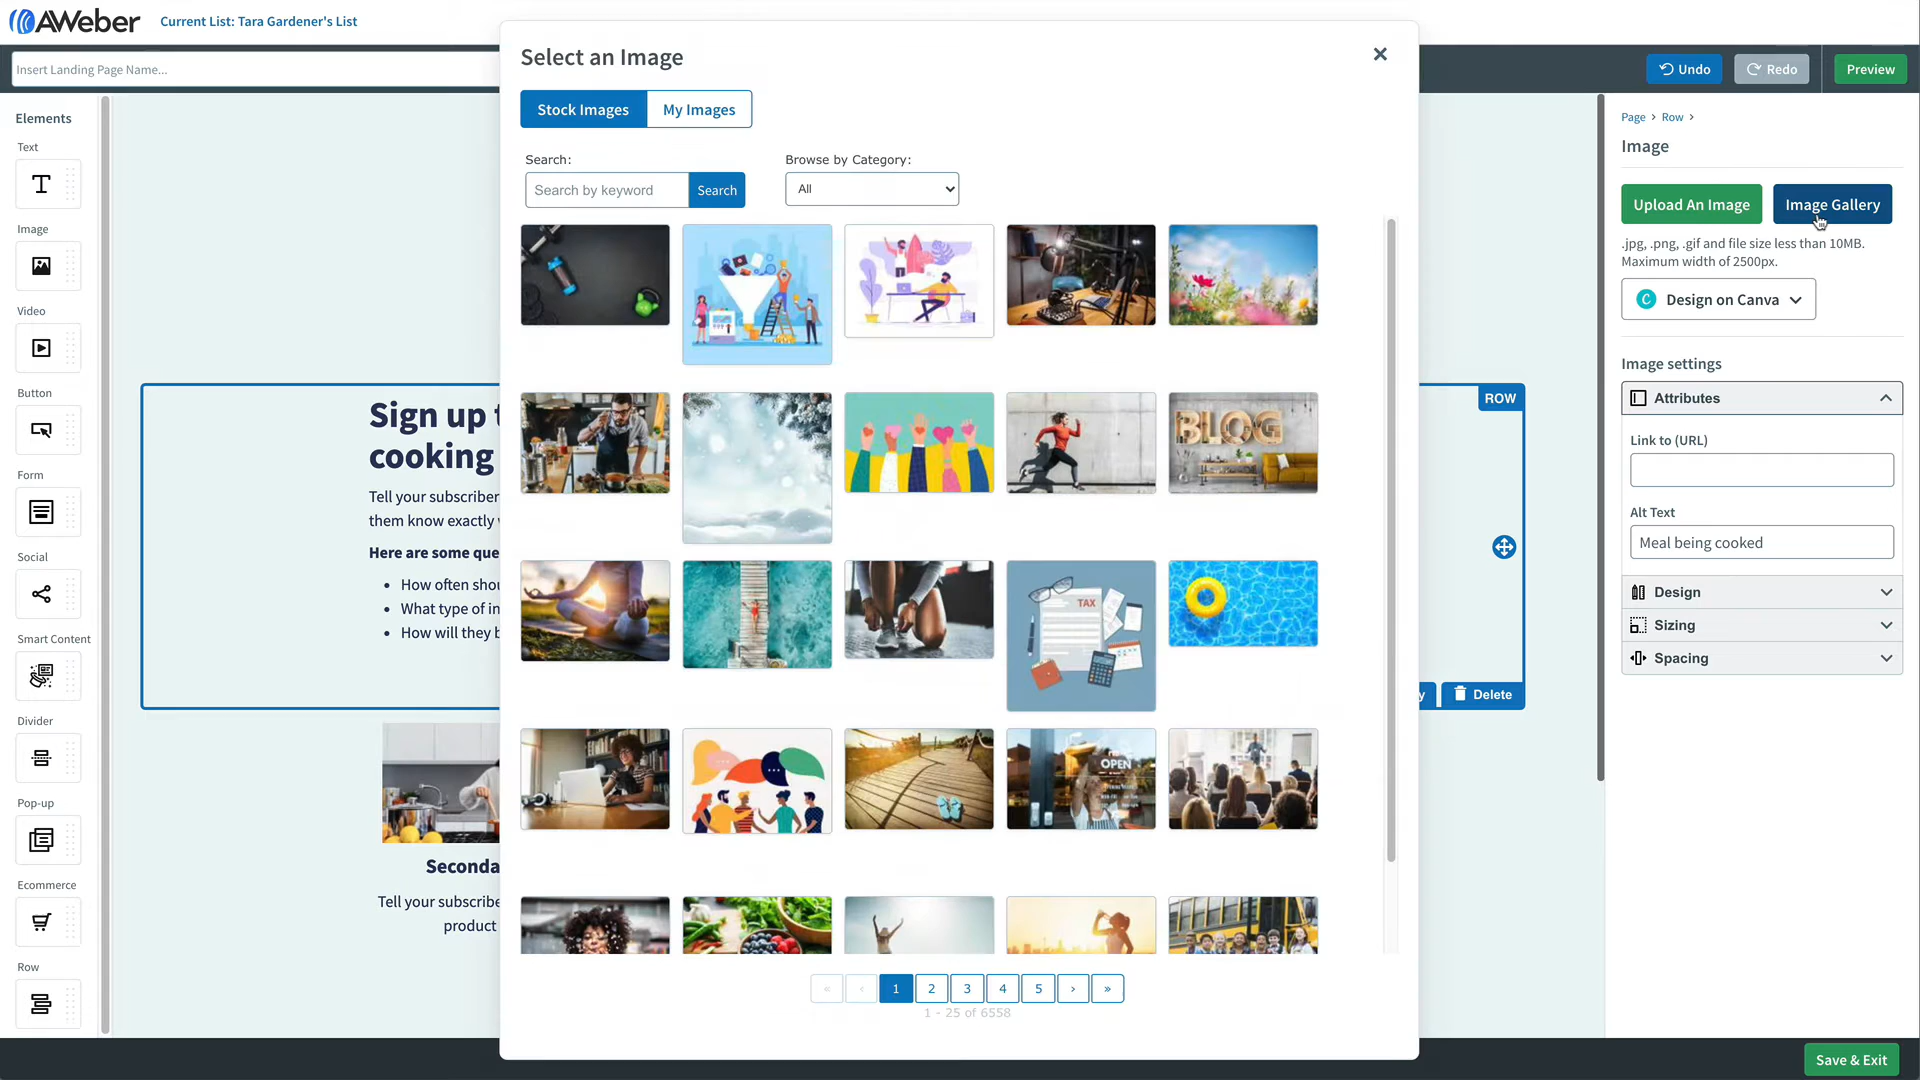 AWeber
Current List: Tara Gardener's List
Insert Landing Page Name...
Undo
Redo
Preview
Elements
Text
Image
Video
Button
Form
Social
Smart Content
Divider
Pop-up
Ecommerce
Row
Sign up
cooking
Tell your subscriber
them know exactly
Here are some que
How often shou
What type of in
How will they b
Seconda
Tell your subscribe
product
ROW
Delete
Select an Image
Stock Images
My Images
Search:
Search by keyword
Search
Browse by Category:
All
BLOG
TAX
OPEN
« ‹ 1 2 3 4 5 › »
1 - 25 of 6558
Page › Row ›
Image
Upload An Image
Image Gallery
.jpg, .png, .gif and file size less than 10MB.
Maximum width of 2500px.
C Design on Canva
Image settings
Attributes
Link to (URL)
Alt Text
Meal being cooked
Design
Sizing
Spacing
Save & Exit